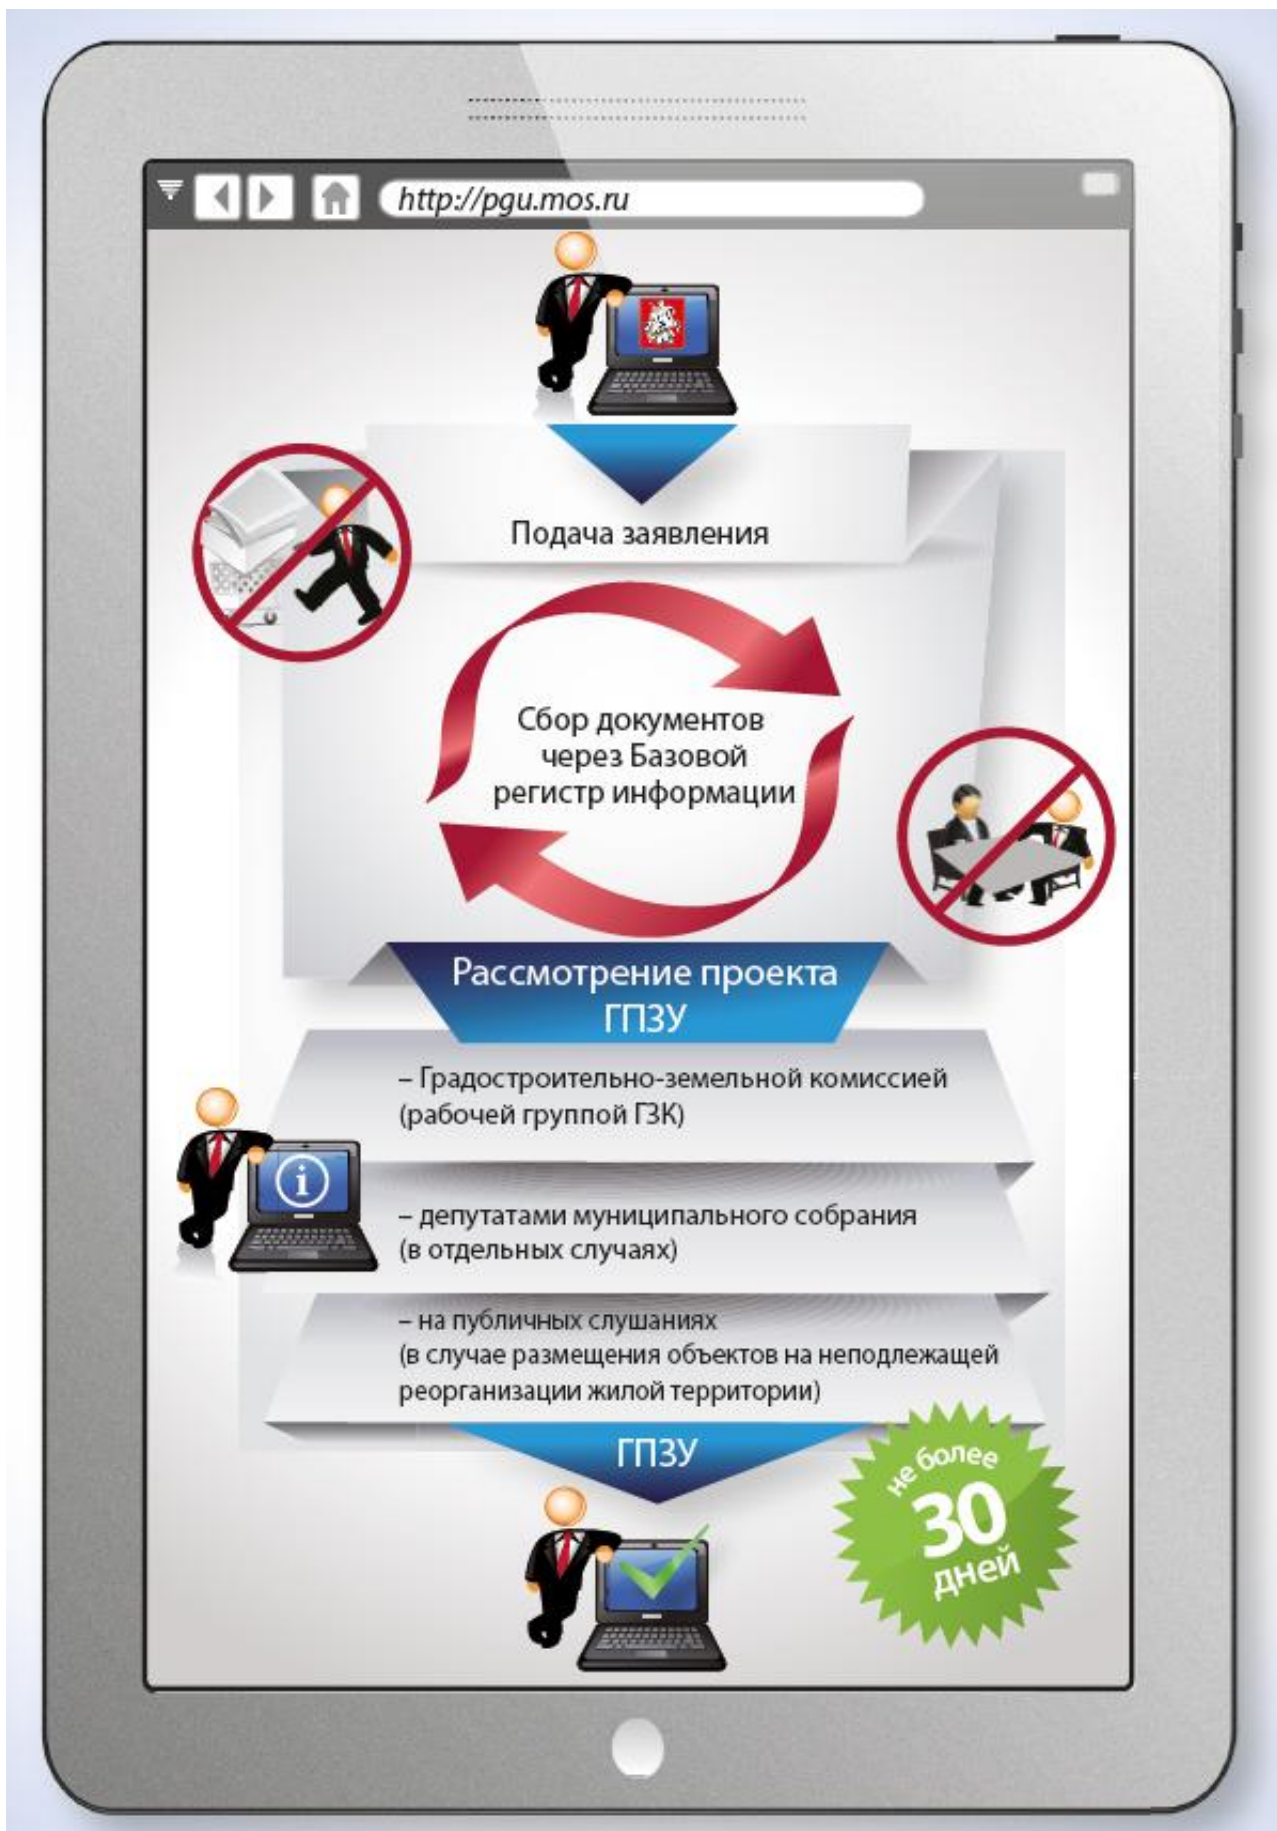 http://pgu.mos.ru
Подача заявления
Сбор документов
через Базовой
регистр информации
Рассмотрение проекта
ГПЗУ
– Градостроительно-земельной комиссией
(рабочей группой ГЗК)
– депутатами муниципального собрания
(в отдельных случаях)
– на публичных слушаниях
(в случае размещения объектов на неподлежащей
реорганизации жилой территории)
ГПЗУ
не более
30
дней